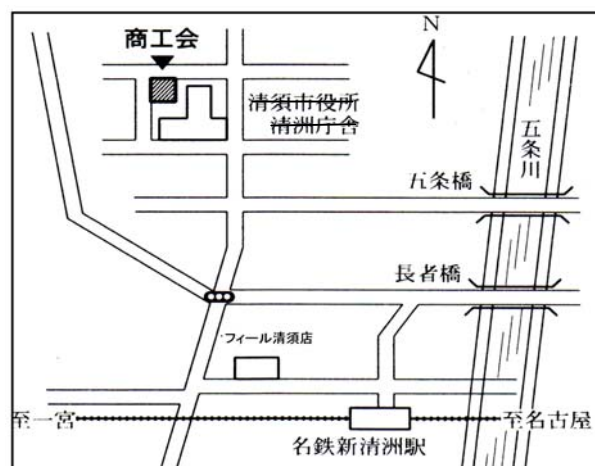 商工会
N
清須市役所
清洲庁舎
五条川
五条橋
長者橋
フィール清須店
至一宮
至名古屋
名鉄新清洲駅